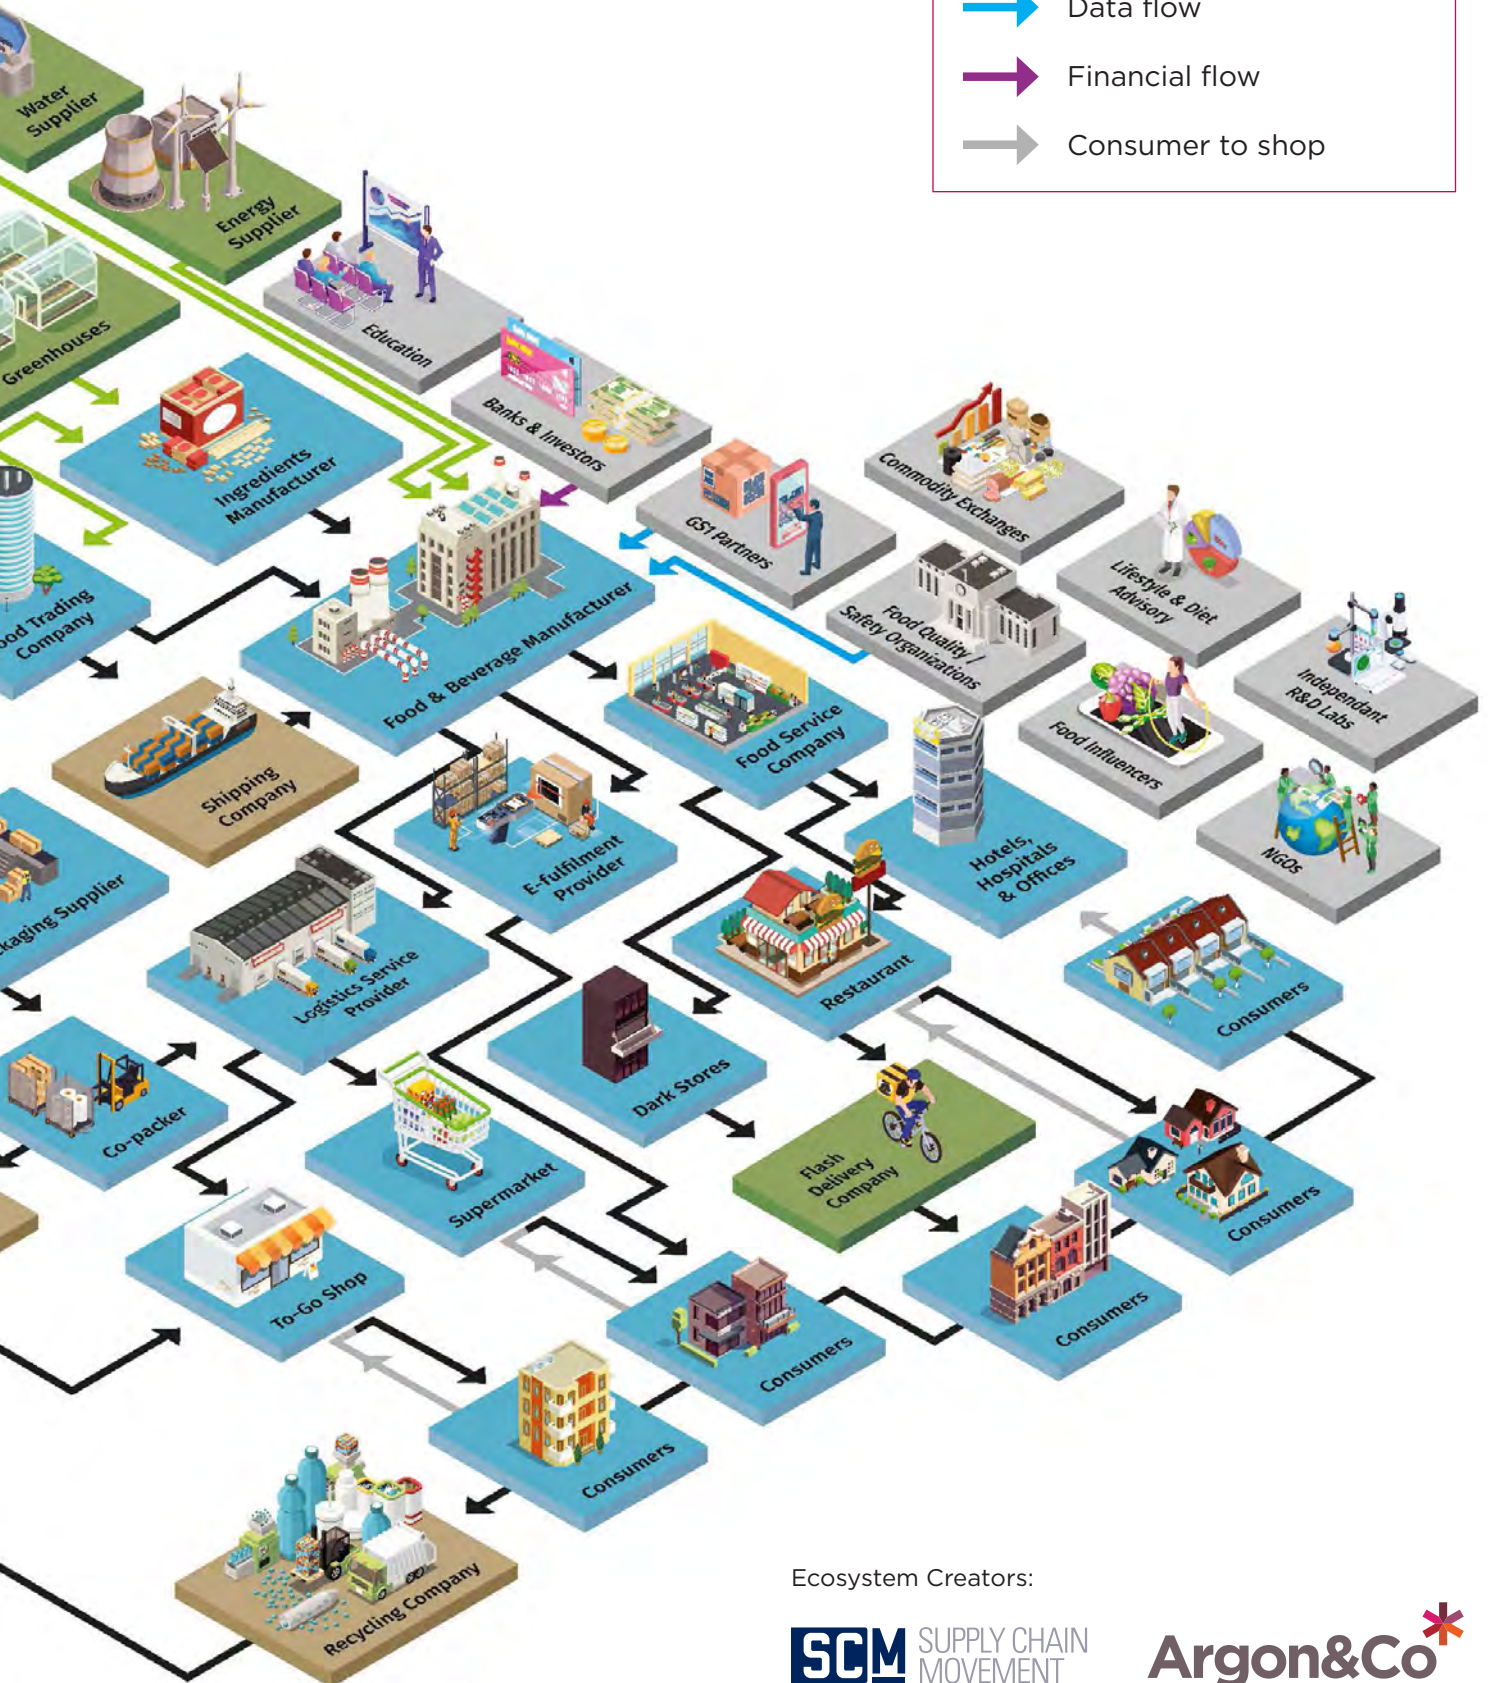 Data flow
Financial flow
Consumer to shop
Water
Supplier
Energy
Supplier
Education
Greenhouses
Banks & Investors
Ingredients
Manufacturer
GS1 Partners
Commodity Exchanges
Lifestyle & Diet
Advisory
Food Quality /
Safety Organizations
Independant
R&D Labs
Food Influencers
NGOs
ood Trading
Company
Food & Beverage Manufacturer
Food Service
Company
Shipping
Company
E-fulfilment
Provider
Hotels,
Hospitals
& Offices
ckaging Supplier
Logistics Service
Provider
Restaurant
Consumers
Dark Stores
Co-packer
Supermarket
Flash
Delivery
Company
Consumers
To-Go Shop
Consumers
Consumers
Consumers
Recycling Company
Ecosystem Creators:
SCM SUPPLY CHAIN
MOVEMENT
Argon&Co